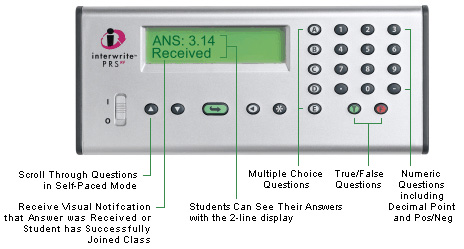 interwrite™
PRS RF
ANS: 3.14
Received
A 1 2 3
B 4 5 6
C 7 8 9
D • 0 –
E T F
I
O
Scroll Through Questions
in Self-Paced Mode
Receive Visual Notifcation
that Answer was Received or
Student has Successfully
Joined Class
Students Can See Their Answers
with the 2-line display
Multiple Choice
Questions
True/False
Questions
Numeric
Questions
including
Decimal Point
and Pos/Neg